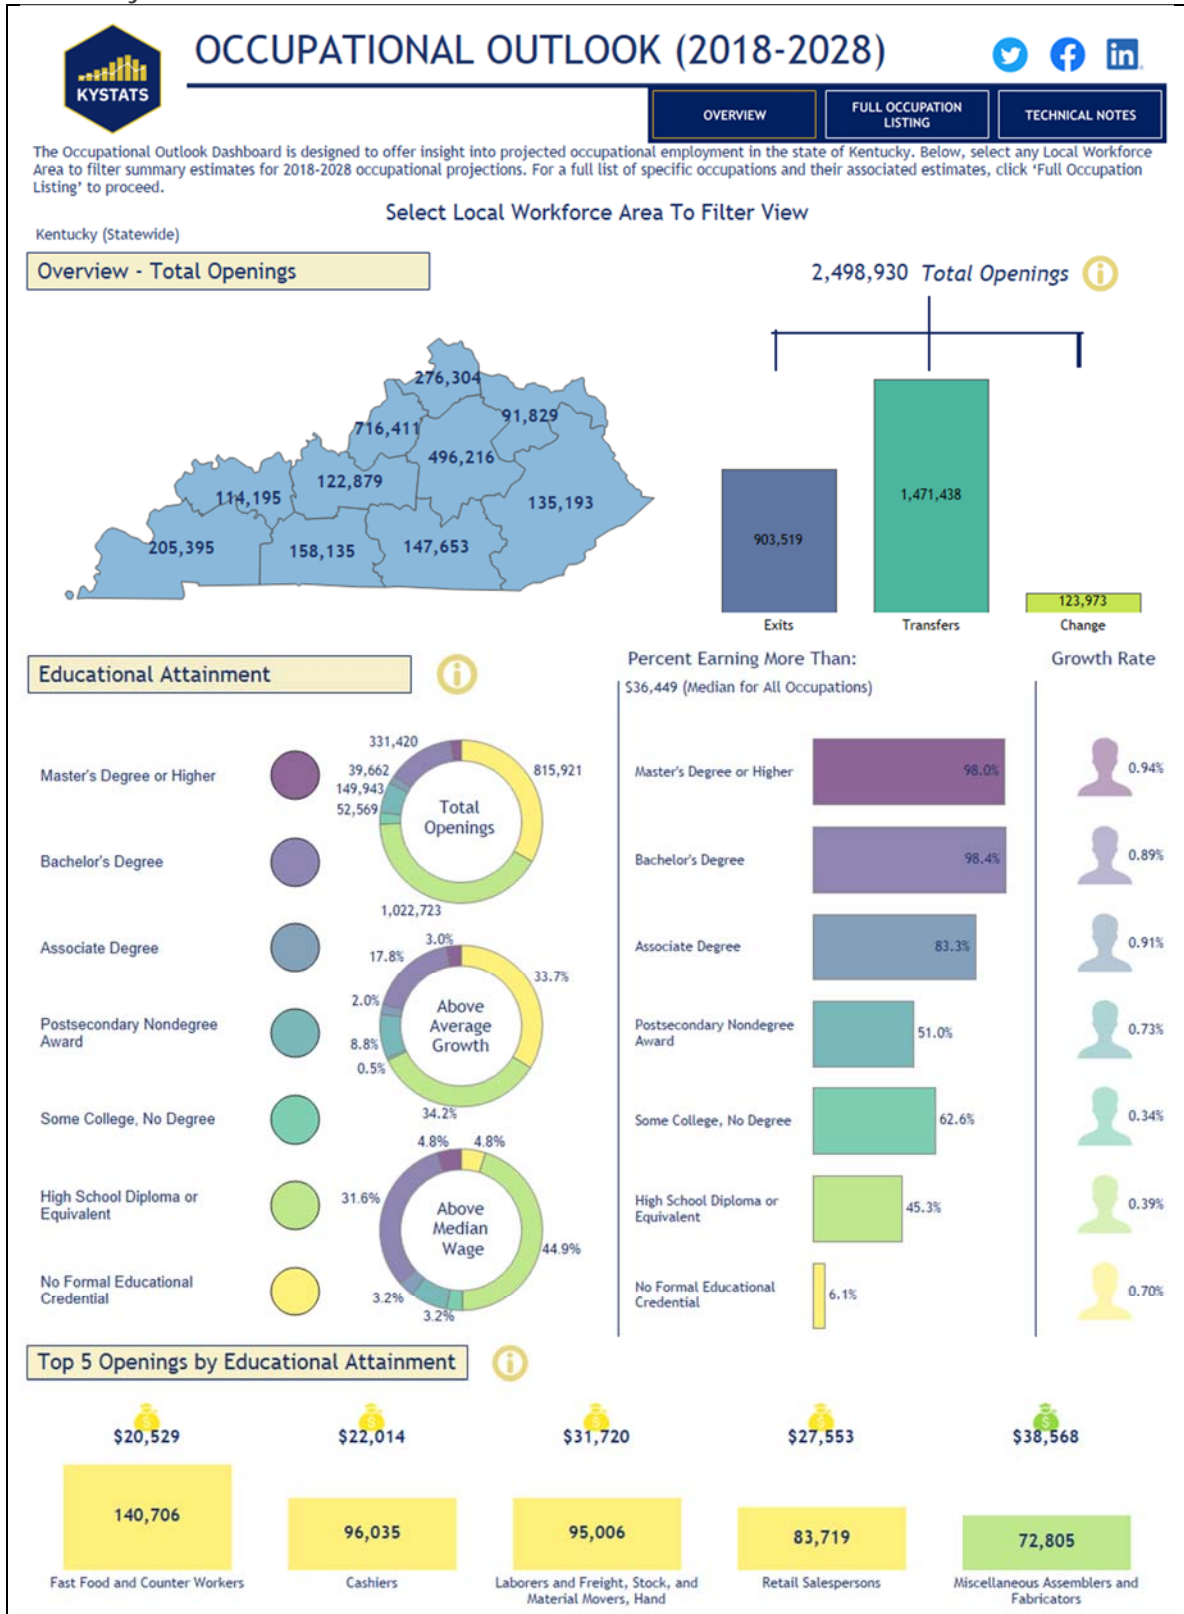 OCCUPATIONAL OUTLOOK (2018-2028)
KYSTATS
in
OVERVIEW
FULL OCCUPATION
LISTING
TECHNICAL NOTES
The Occupational Outlook Dashboard is designed to offer insight into projected occupational employment in the state of Kentucky. Below, select any Local Workforce
Area to filter summary estimates for 2018-2028 occupational projections. For a full list of specific occupations and their associated estimates, click ‘Full Occupation
Listing’ to proceed.
Select Local Workforce Area To Filter View
Kentucky (Statewide)
Overview - Total Openings
2,498,930 Total Openings
276,304
91,829
716,411
496,216
122,879
114,195
135,193
205,395
158,135
147,653
903,519
1,471,438
123,973
Exits
Transfers
Change
Educational Attainment
Percent Earning More Than:
Growth Rate
$36,449 (Median for All Occupations)
Master's Degree or Higher
Bachelor's Degree
Associate Degree
Postsecondary Nondegree
Award
Some College, No Degree
High School Diploma or
Equivalent
No Formal Educational
Credential
331,420
39,662
149,943
52,569
815,921
Total
Openings
1,022,723
3.0%
17.8%
33.7%
2.0%
Above
Average
Growth
8.8%
0.5%
34.2%
4.8%
4.8%
31.6%
Above
Median
Wage
44.9%
3.2%
3.2%
Master's Degree or Higher
98.0%
0.94%
Bachelor's Degree
98.4%
0.89%
Associate Degree
83.3%
0.91%
Postsecondary Nondegree
Award
51.0%
0.73%
Some College, No Degree
62.6%
0.34%
High School Diploma or
Equivalent
45.3%
0.39%
No Formal Educational
Credential
6.1%
0.70%
Top 5 Openings by Educational Attainment
$20,529
$22,014
$31,720
$27,553
$38,568
140,706
96,035
95,006
83,719
72,805
Fast Food and Counter Workers
Cashiers
Laborers and Freight, Stock, and
Material Movers, Hand
Retail Salespersons
Miscellaneous Assemblers and
Fabricators